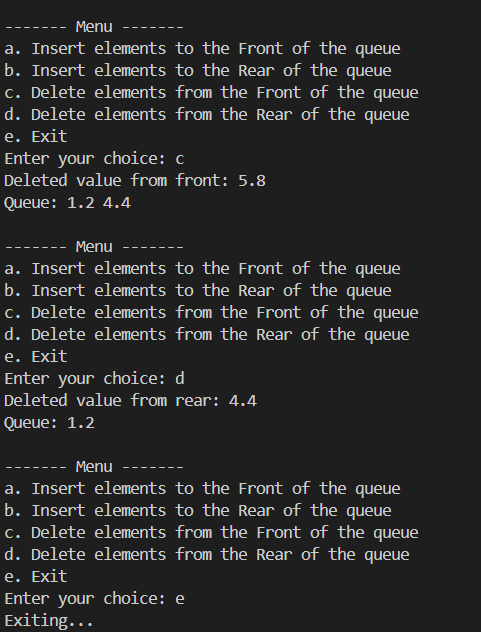 ------- Menu -------
a. Insert elements to the Front of the queue
b. Insert elements to the Rear of the queue
c. Delete elements from the Front of the queue
d. Delete elements from the Rear of the queue
e. Exit
Enter your choice: c
Deleted value from front: 5.8
Queue: 1.2 4.4
------- Menu -------
a. Insert elements to the Front of the queue
b. Insert elements to the Rear of the queue
c. Delete elements from the Front of the queue
d. Delete elements from the Rear of the queue
e. Exit
Enter your choice: d
Deleted value from rear: 4.4
Queue: 1.2
------- Menu -------
a. Insert elements to the Front of the queue
b. Insert elements to the Rear of the queue
c. Delete elements from the Front of the queue
d. Delete elements from the Rear of the queue
e. Exit
Enter your choice: e
Exiting...